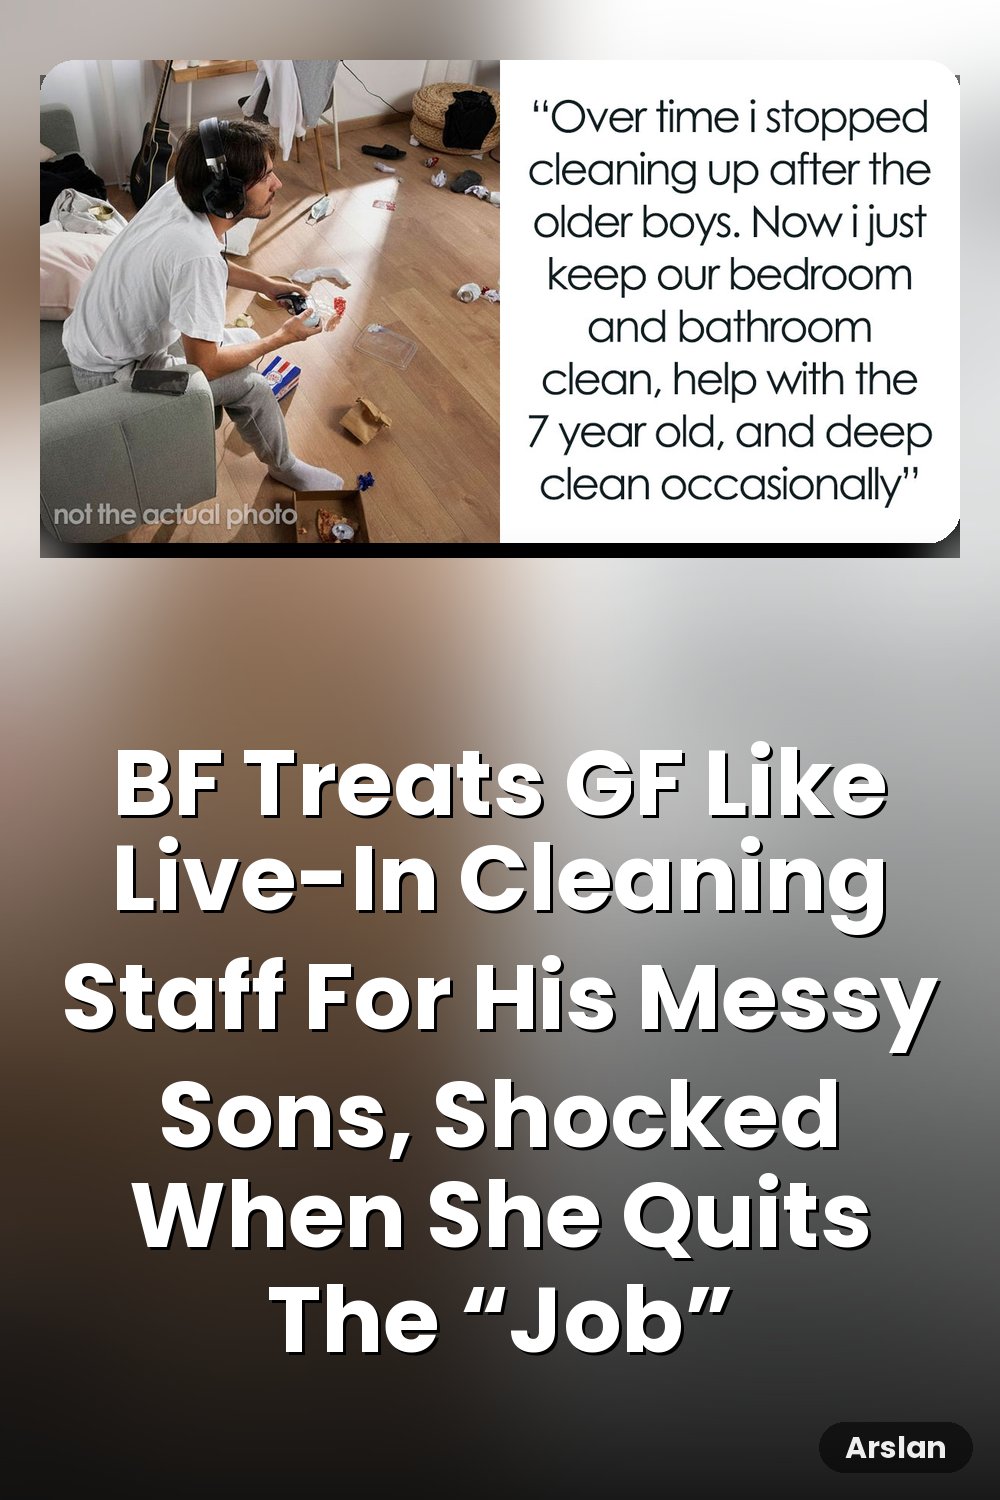 “Over time i stopped
cleaning up after the
older boys. Now i just
keep our bedroom
and bathroom
clean, help with the
7 year old, and deep
clean occasionally”
not the actual photo
BF Treats GF Like
Live-In Cleaning
Staff For His Messy
Sons, Shocked
When She Quits
The “Job”
Arslan